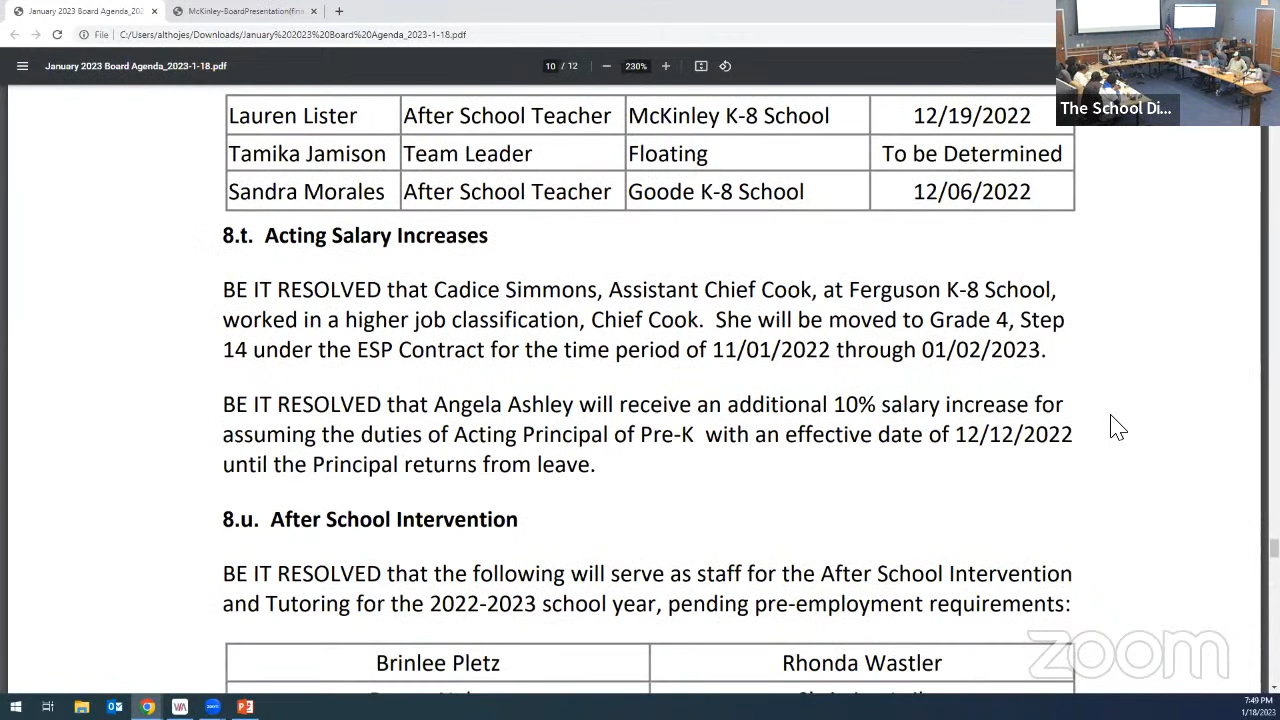 January 2023 Board Agenda_202
McKinley-BoardPresentation(fina
File | C:/Users/althojes/Downloads/January%202023%20Board%20Agenda_2023-1-18.pdf
January 2023 Board Agenda_2023-1-18.pdf
10 / 12
230%
The School Di...
Lauren Lister After School Teacher McKinley K-8 School 12/19/2022
Tamika Jamison Team Leader Floating To be Determined
Sandra Morales After School Teacher Goode K-8 School 12/06/2022
8.t. Acting Salary Increases
BE IT RESOLVED that Cadice Simmons, Assistant Chief Cook, at Ferguson K-8 School,
worked in a higher job classification, Chief Cook. She will be moved to Grade 4, Step
14 under the ESP Contract for the time period of 11/01/2022 through 01/02/2023.
BE IT RESOLVED that Angela Ashley will receive an additional 10% salary increase for
assuming the duties of Acting Principal of Pre-K with an effective date of 12/12/2022
until the Principal returns from leave.
8.u. After School Intervention
BE IT RESOLVED that the following will serve as staff for the After School Intervention
and Tutoring for the 2022-2023 school year, pending pre-employment requirements:
Brinlee Pletz Rhonda Wastler
zoom
7:49 PM
1/18/2023